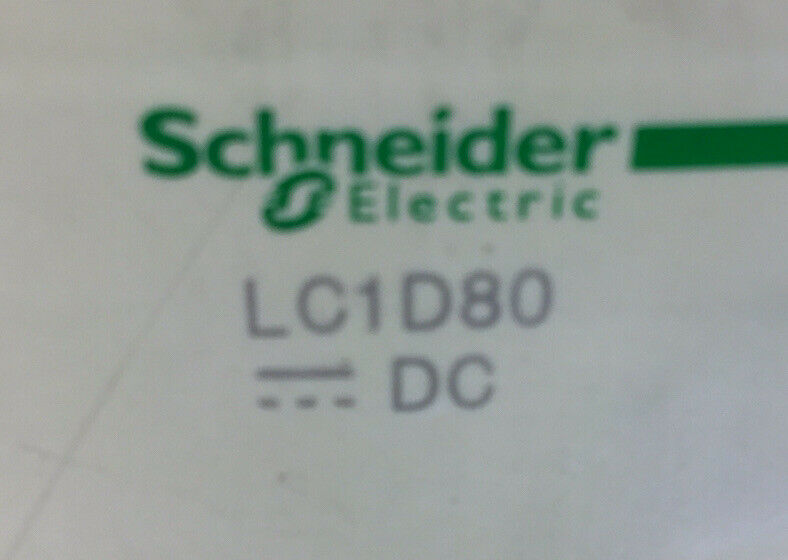 Schneider
Electric
LC1D80
⎓ DC